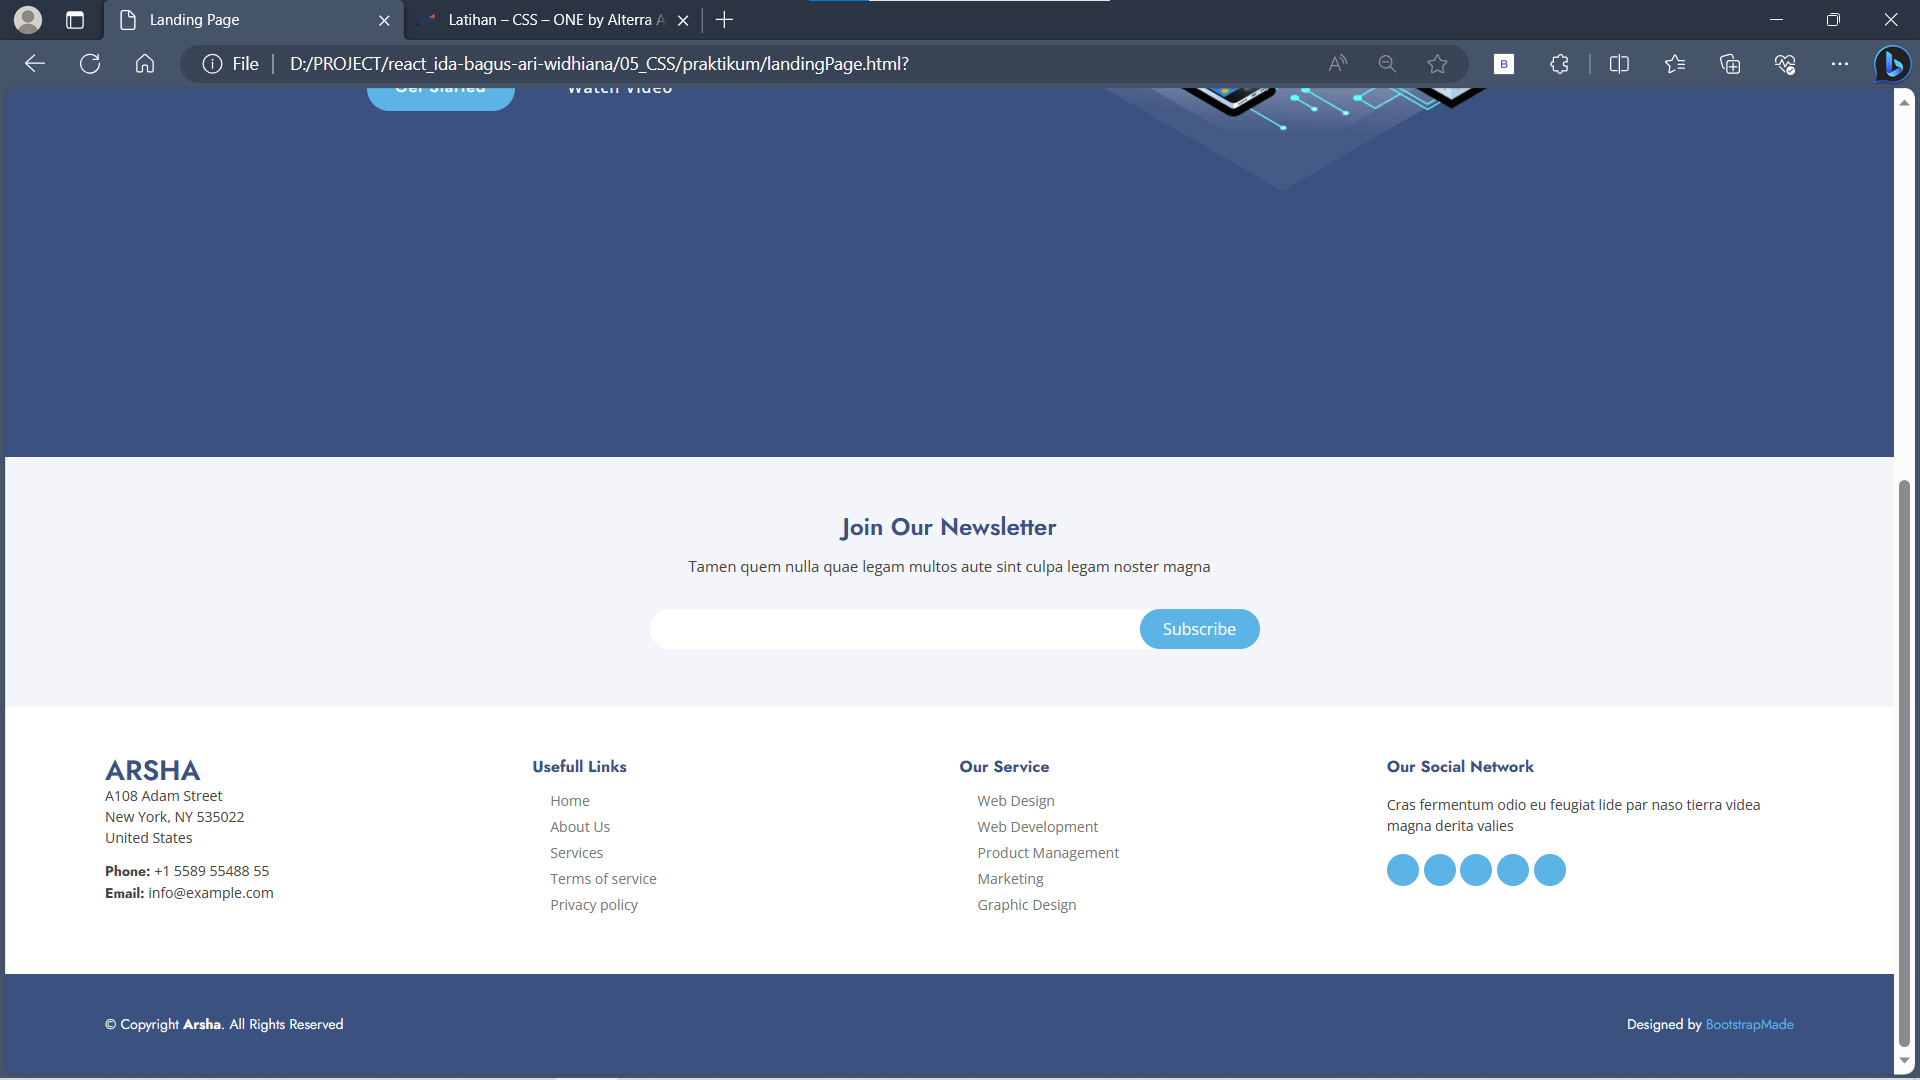 Landing Page
Latihan – CSS – ONE by Alterra A
File
D:/PROJECT/react_ida-bagus-ari-widhiana/05_CSS/praktikum/landingPage.html?
B
Get Started
Watch Video
Join Our Newsletter
Tamen quem nulla quae legam multos aute sint culpa legam noster magna
Subscribe
ARSHA
A108 Adam Street
New York, NY 535022
United States
Phone: +1 5589 55488 55
Email: info@example.com
Usefull Links
Home
About Us
Services
Terms of service
Privacy policy
Our Service
Web Design
Web Development
Product Management
Marketing
Graphic Design
Our Social Network
Cras fermentum odio eu feugiat lide par naso tierra videa
magna derita valies
© Copyright Arsha. All Rights Reserved
Designed by BootstrapMade